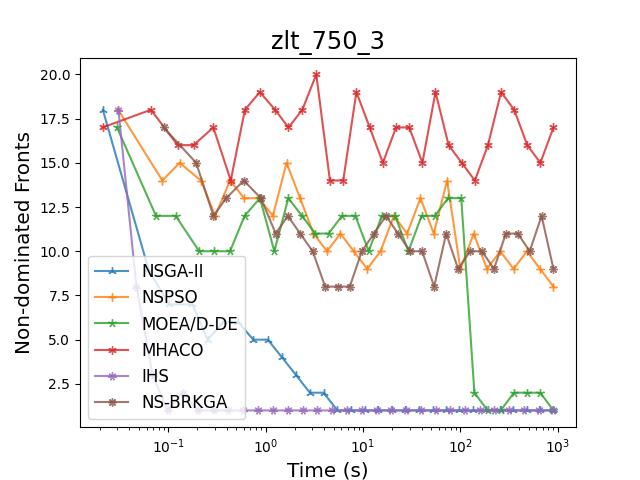 zlt_750_3
Non-dominated Fronts
20.0
17.5
15.0
12.5
10.0
7.5
5.0
2.5
NSGA-II
NSPSO
MOEA/D-DE
MHACO
IHS
NS-BRKGA
10⁻¹ 10⁰ 10¹ 10² 10³
Time (s)